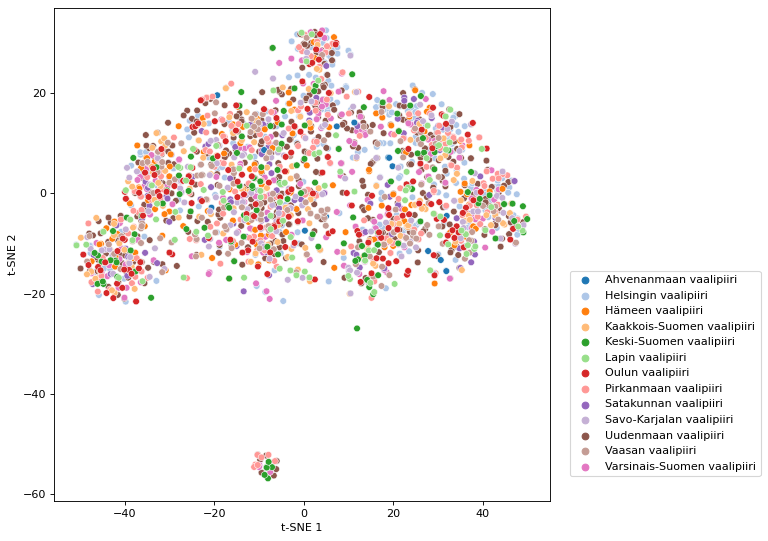 20
0
−20
−40
−60
t-SNE 2
−40
−20
0
20
40
t-SNE 1
Ahvenanmaan vaalipiiri
Helsingin vaalipiiri
Hämeen vaalipiiri
Kaakkois-Suomen vaalipiiri
Keski-Suomen vaalipiiri
Lapin vaalipiiri
Oulun vaalipiiri
Pirkanmaan vaalipiiri
Satakunnan vaalipiiri
Savo-Karjalan vaalipiiri
Uudenmaan vaalipiiri
Vaasan vaalipiiri
Varsinais-Suomen vaalipiiri